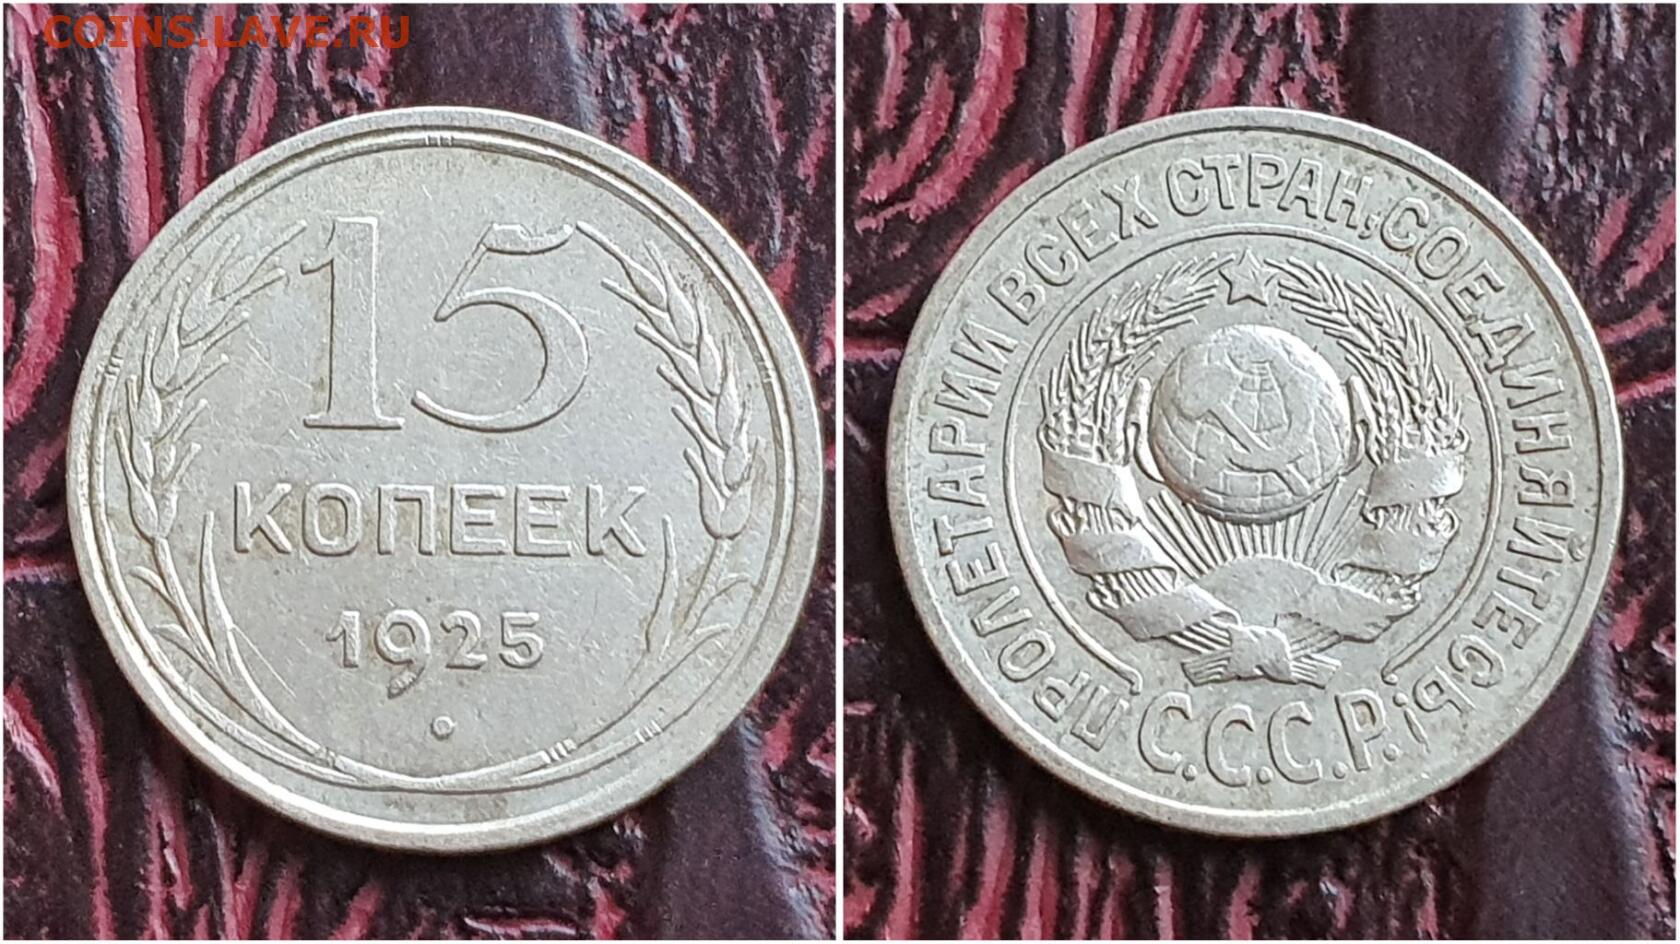 COINS.LAVE.RU
15
КОПЕЕК
1925
ПРОЛЕТАРИИ ВСЕХ СТРАН, СОЕДИНЯЙТЕСЬ!
С.С.С.Р.